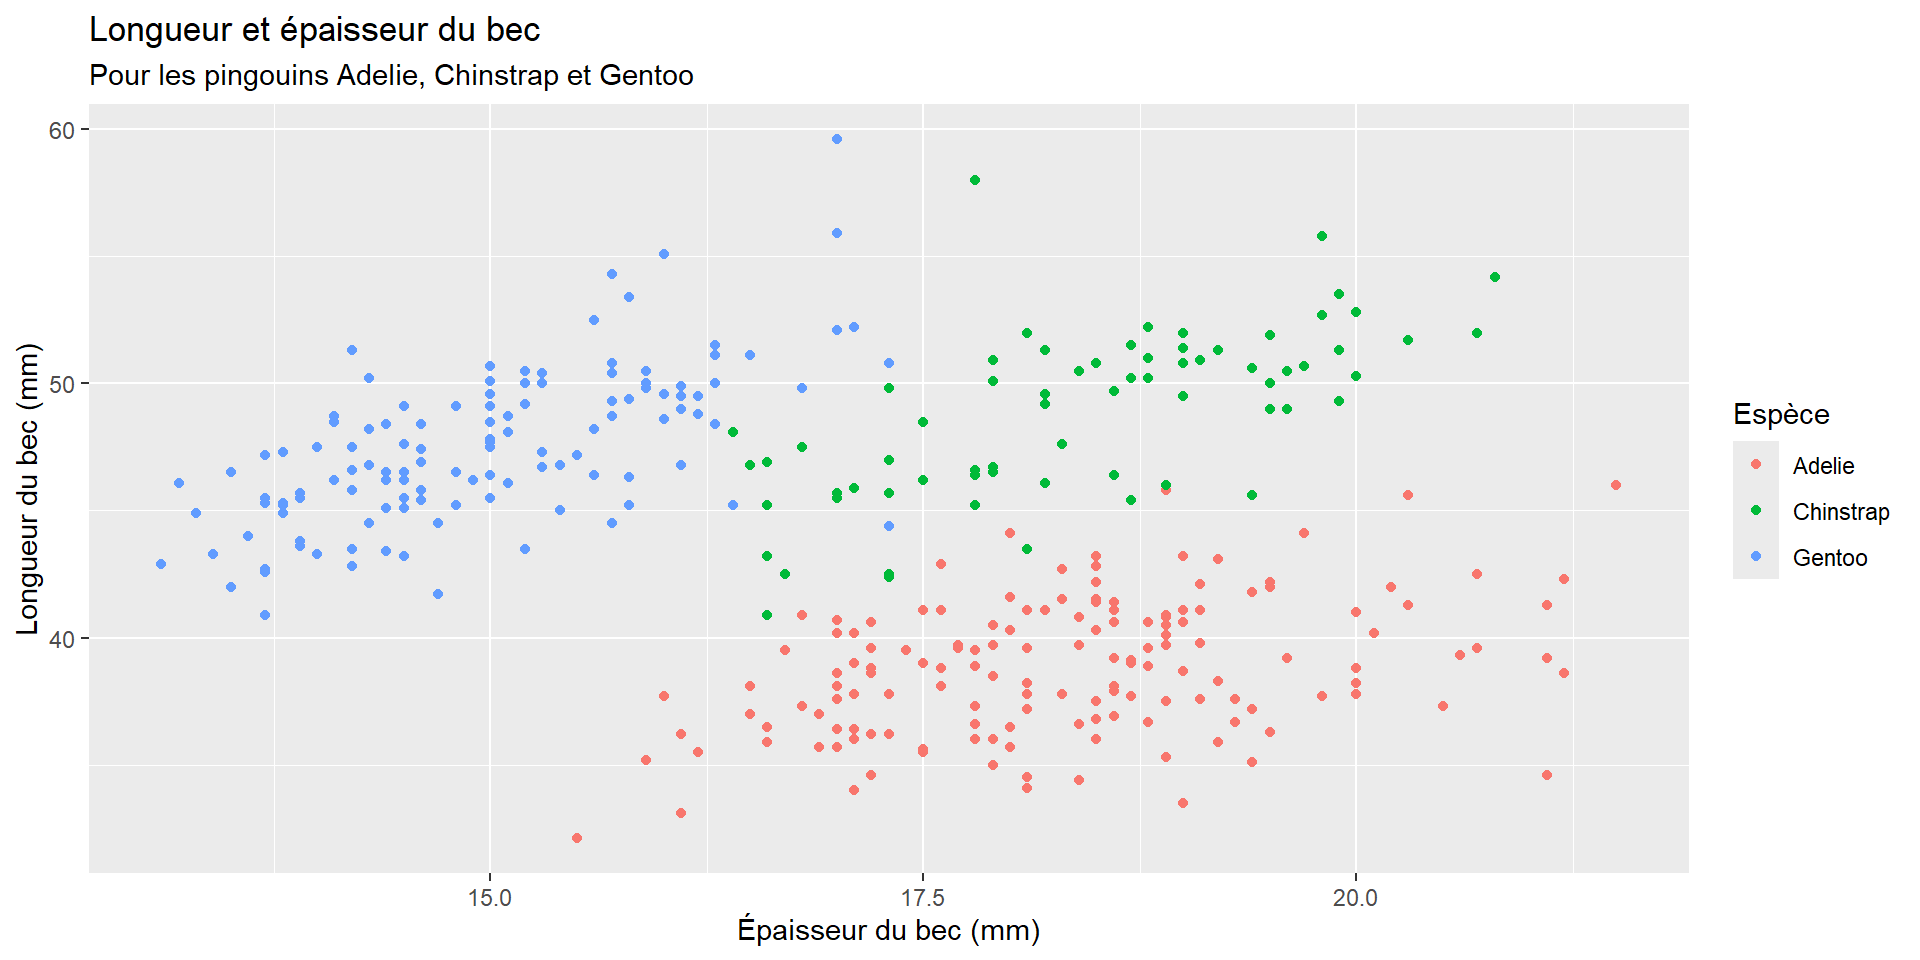 Longueur et épaisseur du bec
Pour les pingouins Adelie, Chinstrap et Gentoo
60
50
40
Longueur du bec (mm)
15.0
17.5
20.0
Épaisseur du bec (mm)
Espèce
Adelie
Chinstrap
Gentoo